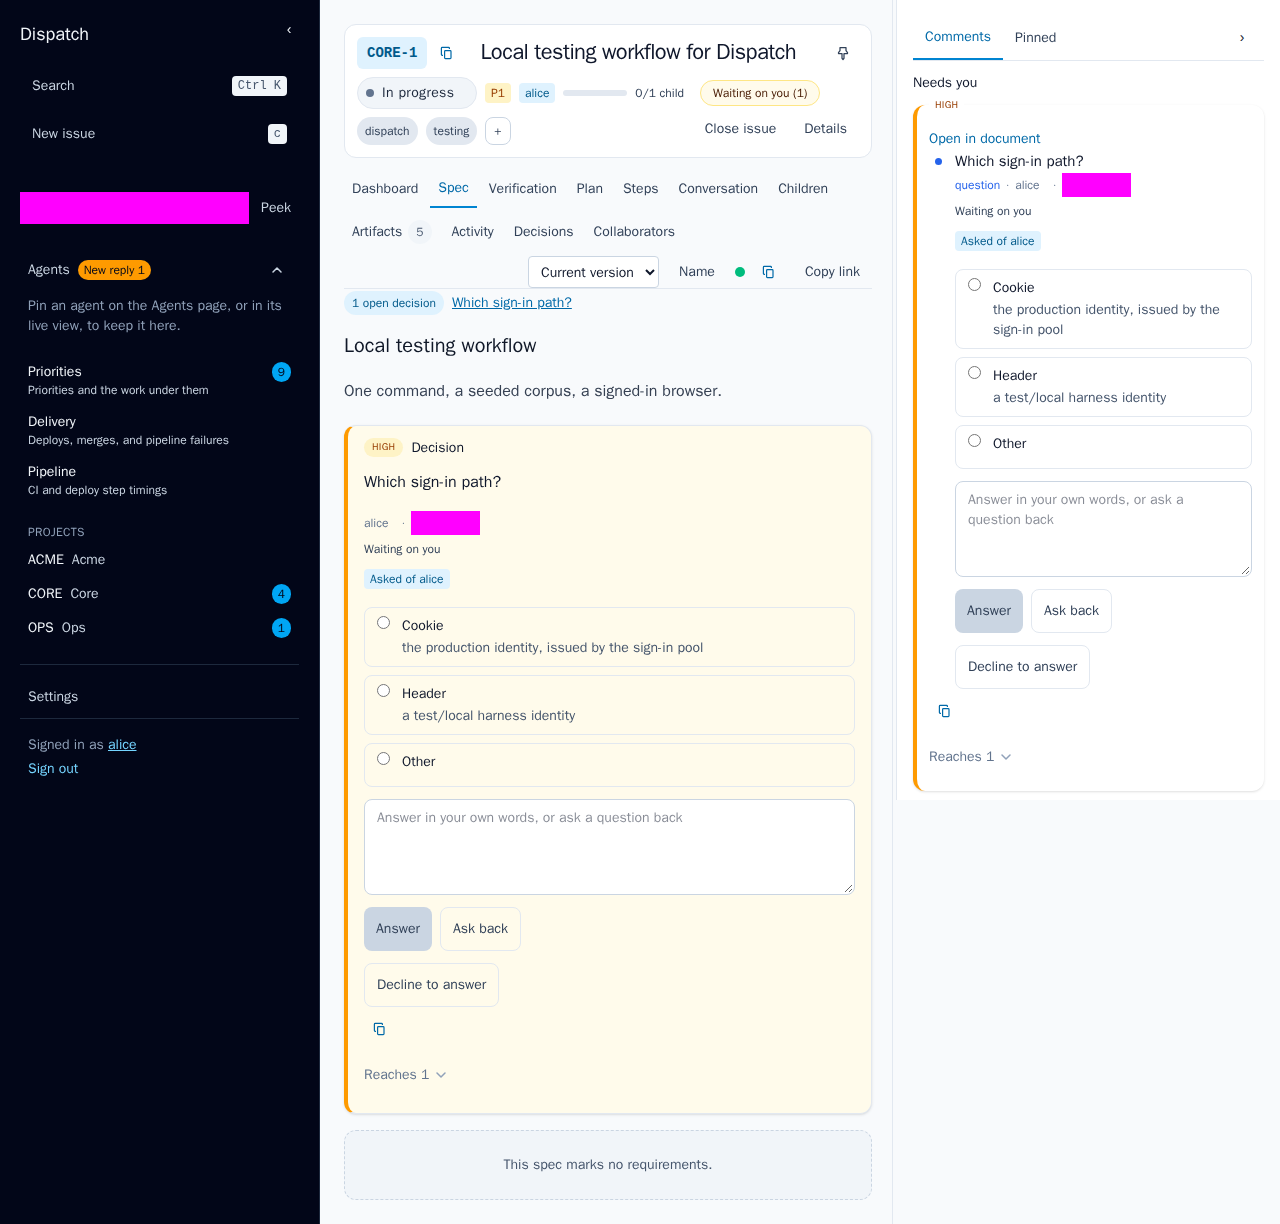 Dispatch
Search
Ctrl K
New issue
C
Peek
Agents
New reply 1
Pin an agent on the Agents page, or in its
live view, to keep it here.
Priorities
9
Priorities and the work under them
Delivery
Deploys, merges, and pipeline failures
Pipeline
CI and deploy step timings
PROJECTS
ACME Acme
CORE Core
4
OPS Ops
1
Settings
Signed in as alice
Sign out
CORE-1
Local testing workflow for Dispatch
In progress
P1
alice
0/1 child
Waiting on you (1)
dispatch
testing
+
Close issue
Details
Dashboard
Spec
Verification
Plan
Steps
Conversation
Children
Artifacts 5
Activity
Decisions
Collaborators
Current version
Name
Copy link
1 open decision
Which sign-in path?
Local testing workflow
One command, a seeded corpus, a signed-in browser.
HIGH
Decision
Which sign-in path?
alice ·
Waiting on you
Asked of alice
Cookie
the production identity, issued by the sign-in pool
Header
a test/local harness identity
Other
Answer in your own words, or ask a question back
Answer
Ask back
Decline to answer
Reaches 1
This spec marks no requirements.
Comments
Pinned
Needs you
HIGH
Open in document
Which sign-in path?
question · alice ·
Waiting on you
Asked of alice
Cookie
the production identity, issued by the
sign-in pool
Header
a test/local harness identity
Other
Answer in your own words, or ask a
question back
Answer
Ask back
Decline to answer
Reaches 1